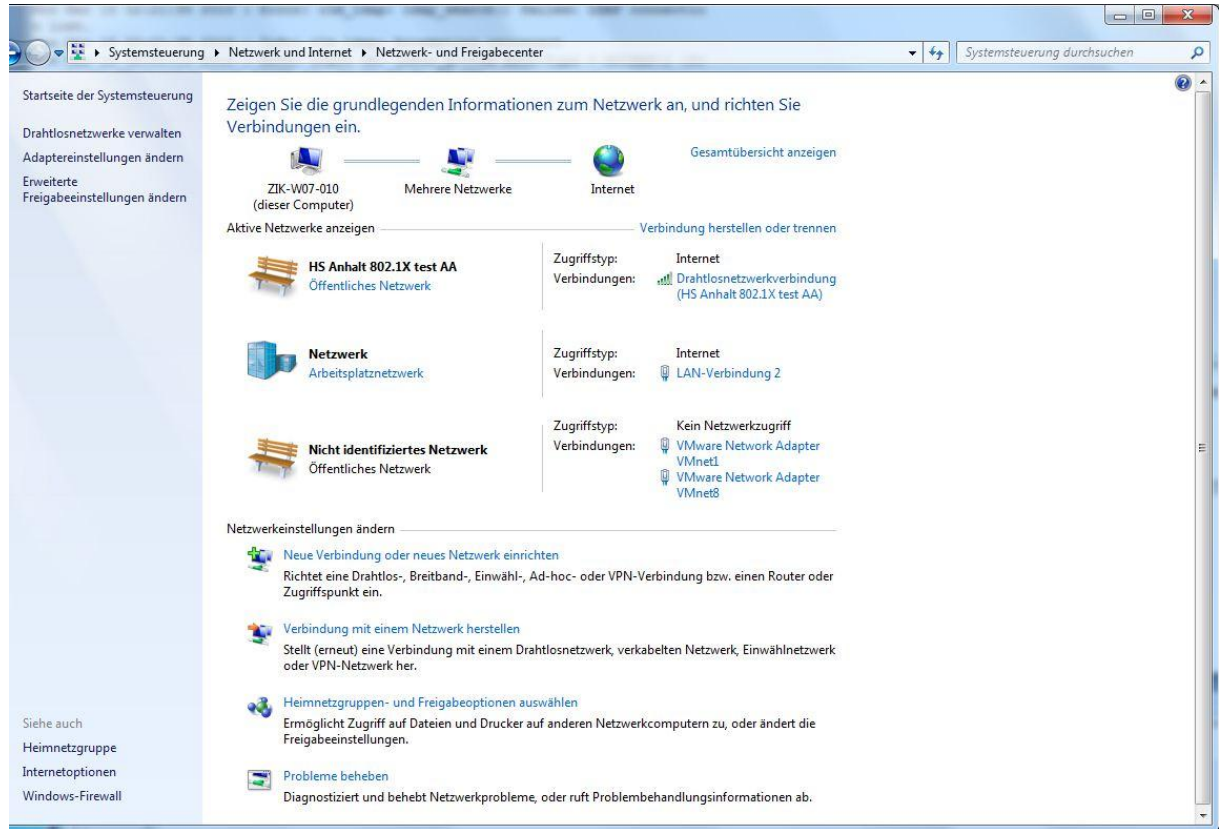 Systemsteuerung ▸ Netzwerk und Internet ▸ Netzwerk- und Freigabecenter
Systemsteuerung durchsuchen
Startseite der Systemsteuerung
Drahtlosnetzwerke verwalten
Adaptereinstellungen ändern
Erweiterte
Freigabeeinstellungen ändern
Zeigen Sie die grundlegenden Informationen zum Netzwerk an, und richten Sie
Verbindungen ein.
Gesamtübersicht anzeigen
ZIK-W07-010
(dieser Computer)
Mehrere Netzwerke
Internet
Aktive Netzwerke anzeigen
Verbindung herstellen oder trennen
HS Anhalt 802.1X test AA
Öffentliches Netzwerk
Zugriffstyp: Internet
Verbindungen: Drahtlosnetzwerkverbindung
(HS Anhalt 802.1X test AA)
Netzwerk
Arbeitsplatznetzwerk
Zugriffstyp: Internet
Verbindungen: LAN-Verbindung 2
Nicht identifiziertes Netzwerk
Öffentliches Netzwerk
Zugriffstyp: Kein Netzwerkzugriff
Verbindungen: VMware Network Adapter
VMnet1
VMware Network Adapter
VMnet8
Netzwerkeinstellungen ändern
Neue Verbindung oder neues Netzwerk einrichten
Richtet eine Drahtlos-, Breitband-, Einwähl-, Ad-hoc- oder VPN-Verbindung bzw. einen Router oder
Zugriffspunkt ein.
Verbindung mit einem Netzwerk herstellen
Stellt (erneut) eine Verbindung mit einem Drahtlosnetzwerk, verkabelten Netzwerk, Einwählnetzwerk
oder VPN-Netzwerk her.
Heimnetzgruppen- und Freigabeoptionen auswählen
Ermöglicht Zugriff auf Dateien und Drucker auf anderen Netzwerkcomputern zu, oder ändert die
Freigabeeinstellungen.
Probleme beheben
Diagnostiziert und behebt Netzwerkprobleme, oder ruft Problembehandlungsinformationen ab.
Siehe auch
Heimnetzgruppe
Internetoptionen
Windows-Firewall